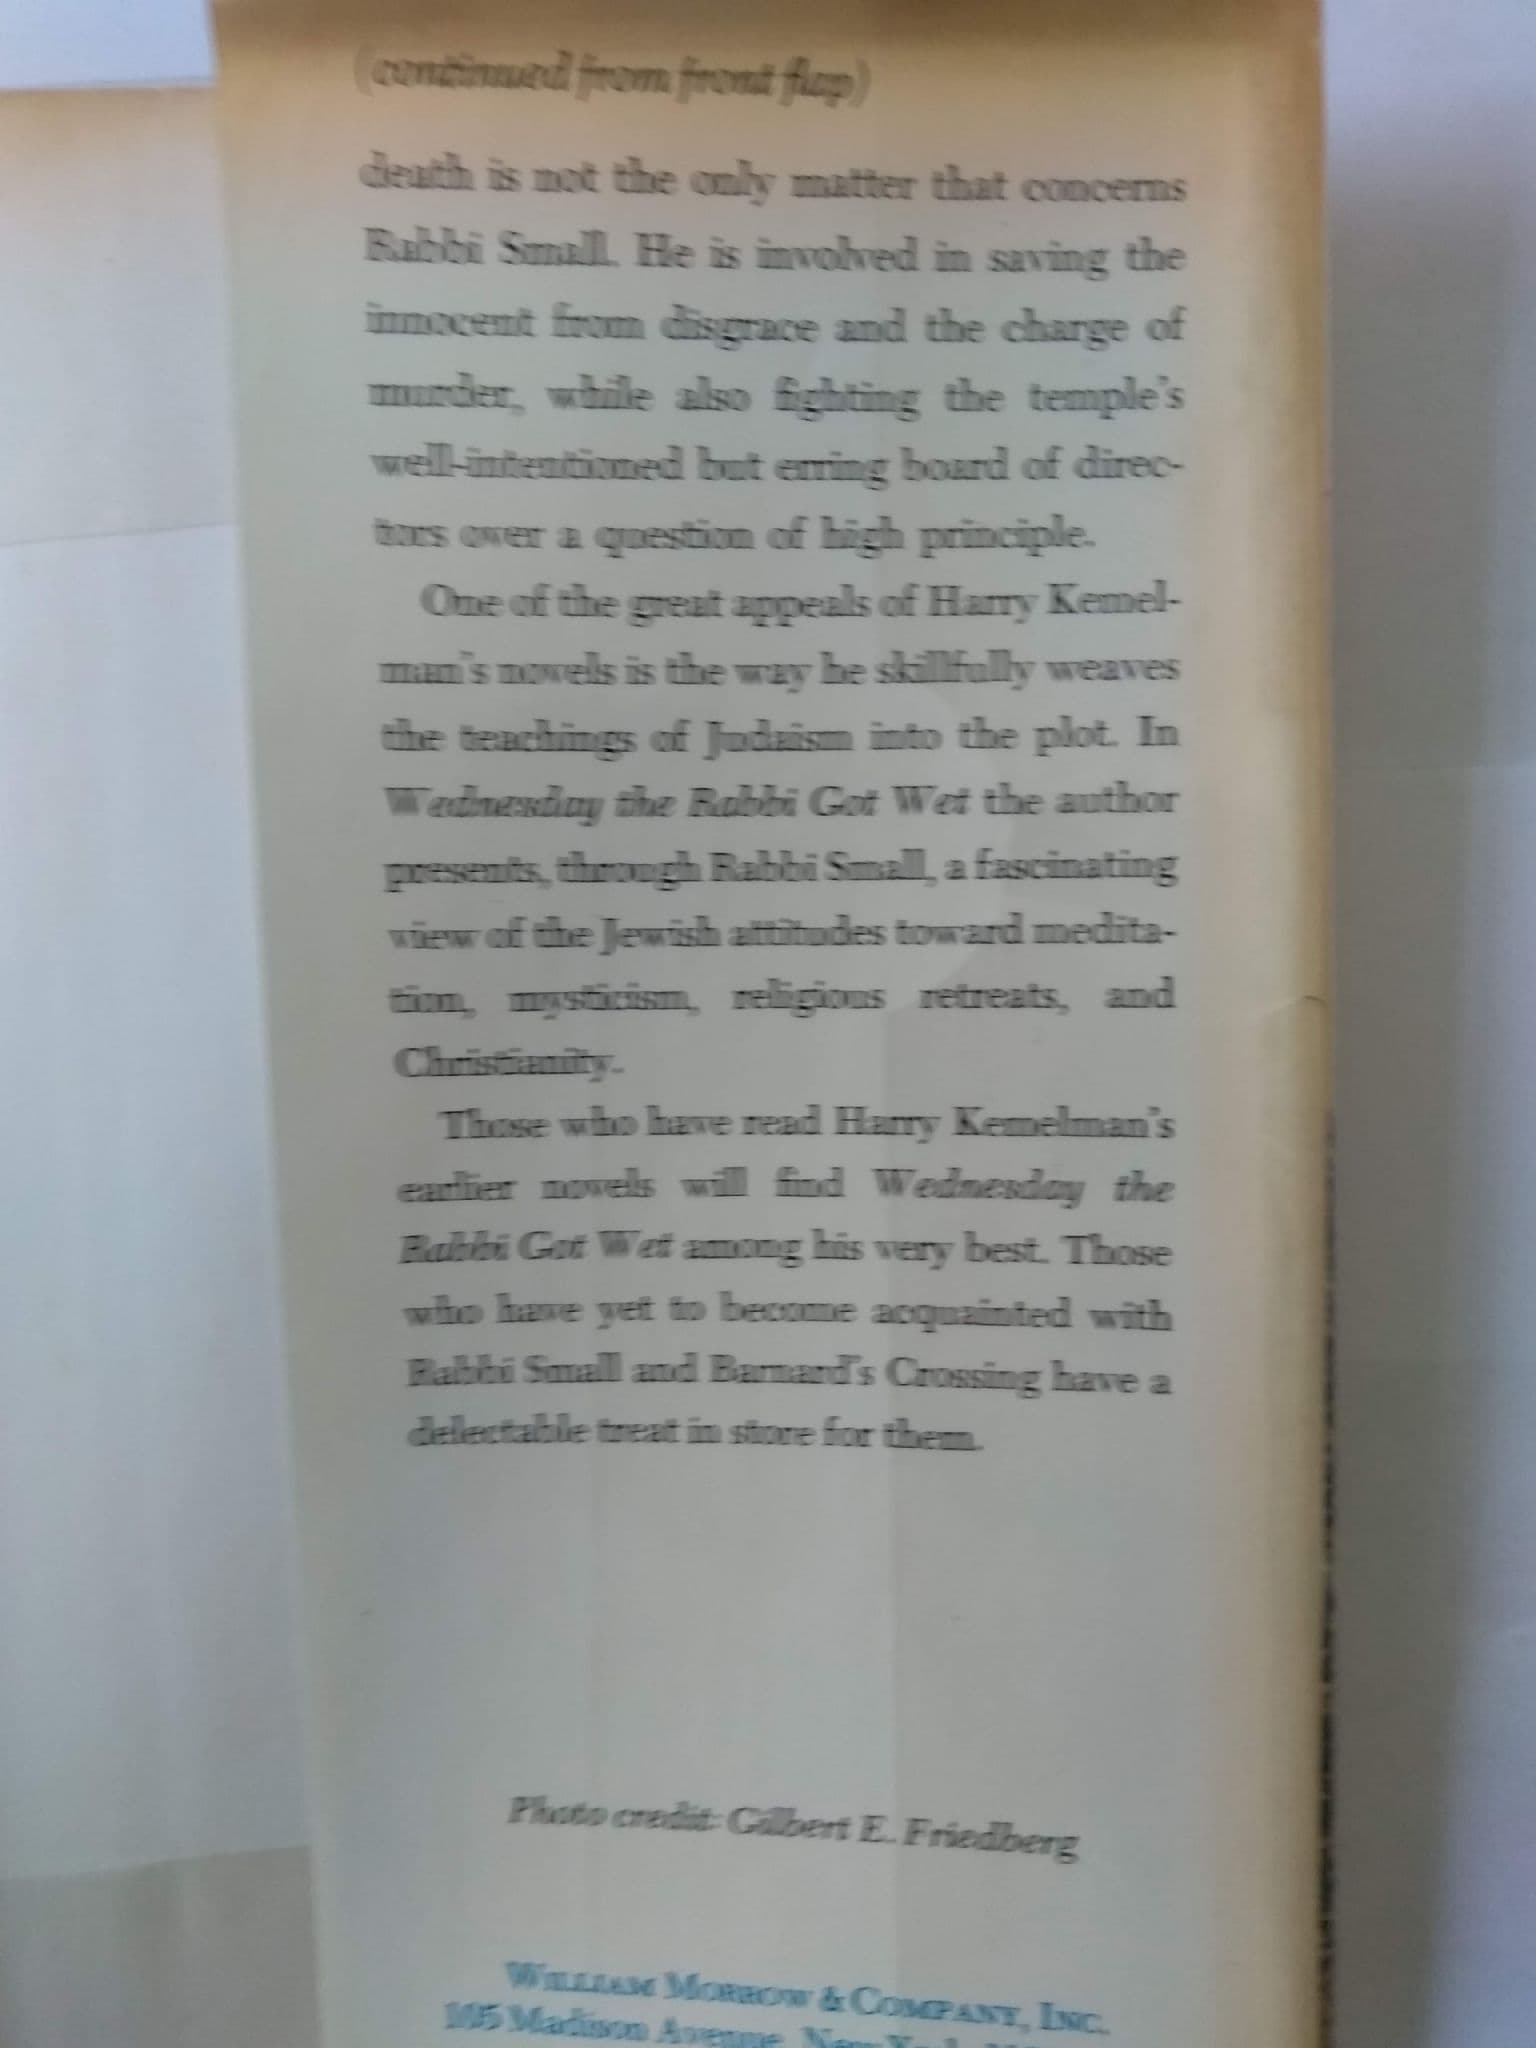 (continued from front flap)
death is not the only matter that concerns
Rabbi Small. He is involved in saving the
innocent from disgrace and the charge of
murder, while also fighting the temple's
well-intentioned but erring board of direc-
tors over a question of high principle.
One of the great appeals of Harry Kemel-
man's novels is the way he skillfully weaves
the teachings of Judaism into the plot. In
Wednesday the Rabbi Got Wet the author
presents, through Rabbi Small, a fascinating
view of the Jewish attitudes toward medita-
tion, mysticism, religious retreats, and
Christianity.
Those who have read Harry Kemelman's
earlier novels will find Wednesday the
Rabbi Got Wet among his very best. Those
who have yet to become acquainted with
Rabbi Small and Barnard's Crossing have a
delectable treat in store for them.
Photo credit: Gilbert E. Friedberg
WILLIAM MORROW & COMPANY, INC.
105 Madison Avenue, New York,